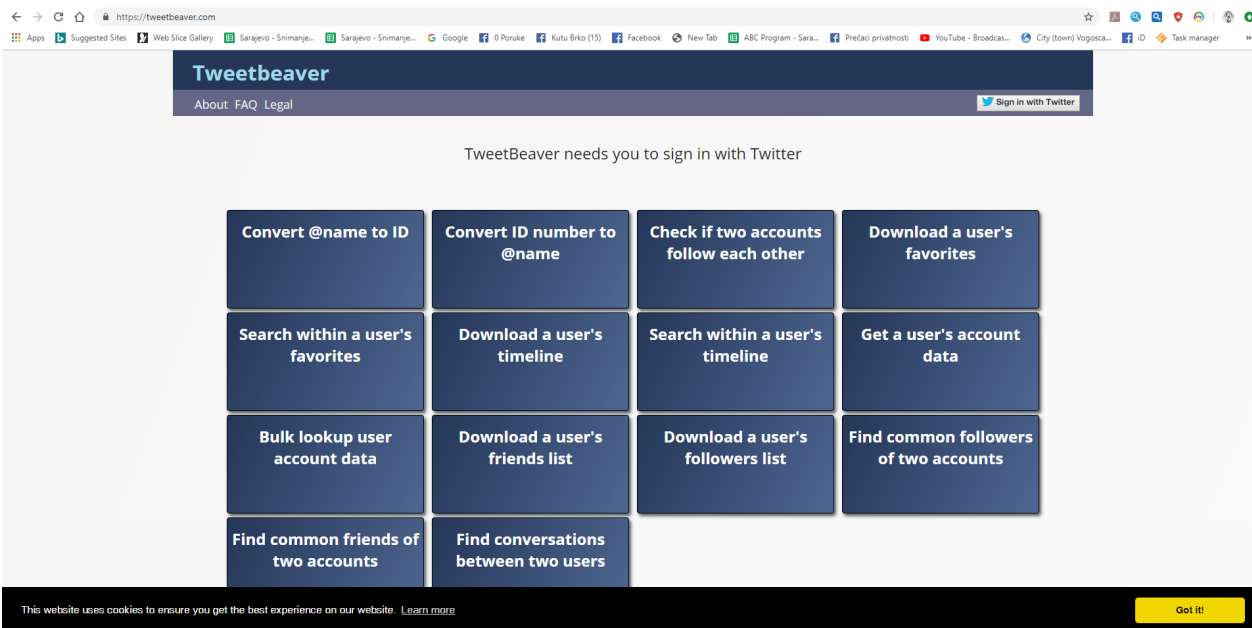 https://tweetbeaver.com
Apps Suggested Sites Web Slice Gallery Sarajevo - Snimanje... Sarajevo - Snimanje... Google 0 Poruke Kutu Brko (15) Facebook New Tab ABC Program - Sara... Prečaci privatnosti YouTube - Broadcas... City (town) Vogosca... iD Task manager »
Tweetbeaver
About FAQ Legal
Sign in with Twitter
TweetBeaver needs you to sign in with Twitter
Convert @name to ID
Convert ID number to
@name
Check if two accounts
follow each other
Download a user's
favorites
Search within a user's
favorites
Download a user's
timeline
Search within a user's
timeline
Get a user's account
data
Bulk lookup user
account data
Download a user's
friends list
Download a user's
followers list
Find common followers
of two accounts
Find common friends of
two accounts
Find conversations
between two users
This website uses cookies to ensure you get the best experience on our website. Learn more
Got it!